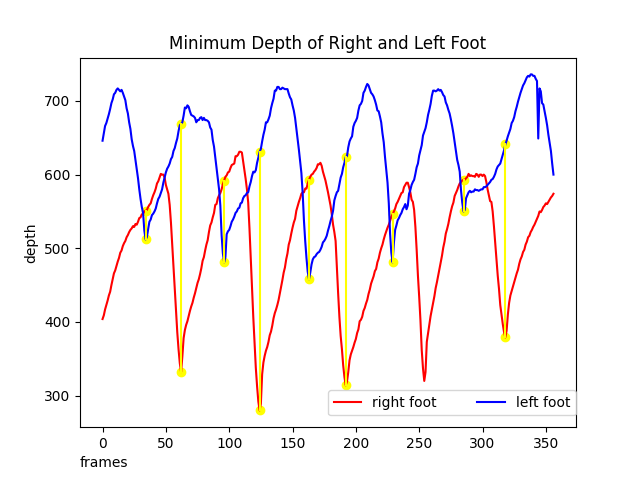 Minimum Depth of Right and Left Foot
depth
700
600
500
400
300
right foot left foot
0 50 100 150 200 250 300 350
frames